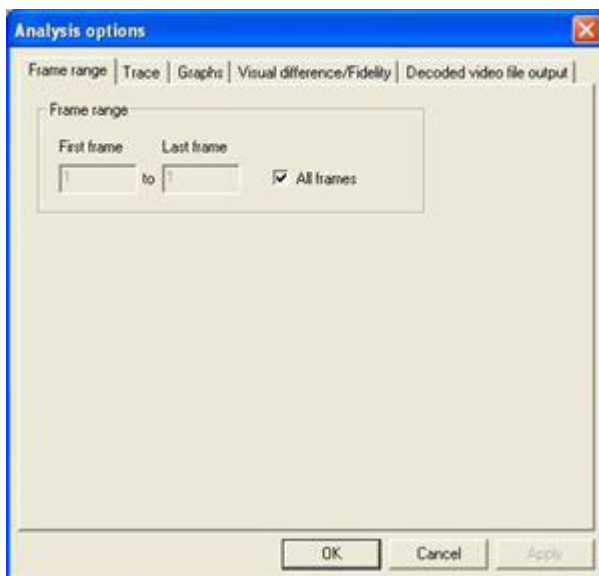 Analysis options
Frame range Trace Graphs Visual difference/Fidelity Decoded video file output
Frame range
First frame Last frame
1 to 1 All frames
OK Cancel Apply